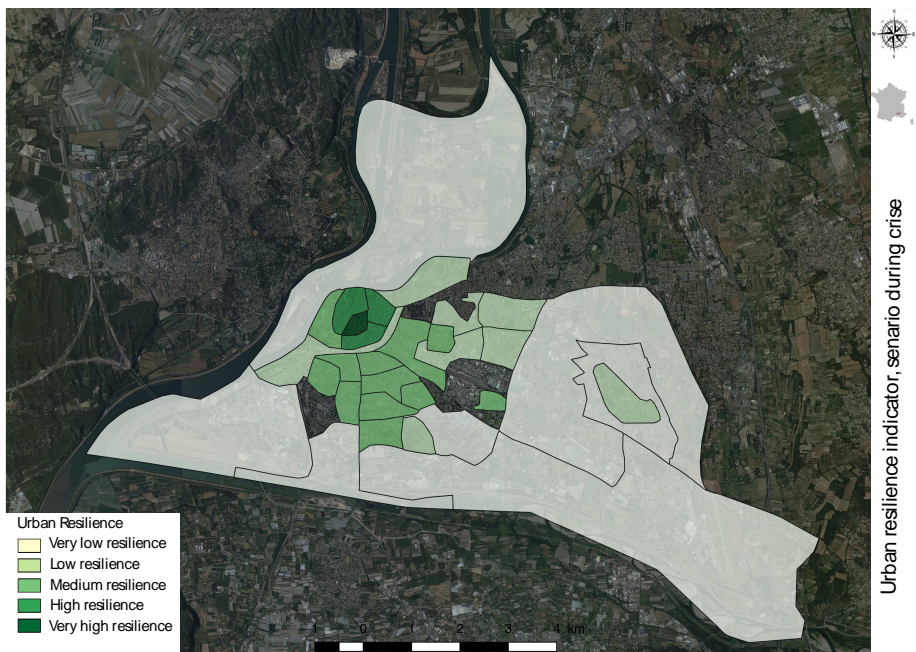 N
W
E
S
Urban resilience indicator, senario during crise
Urban Resilience
Very low resilience
Low resilience
Medium resilience
High resilience
Very high resilience
1 0 1 2 3 4 km